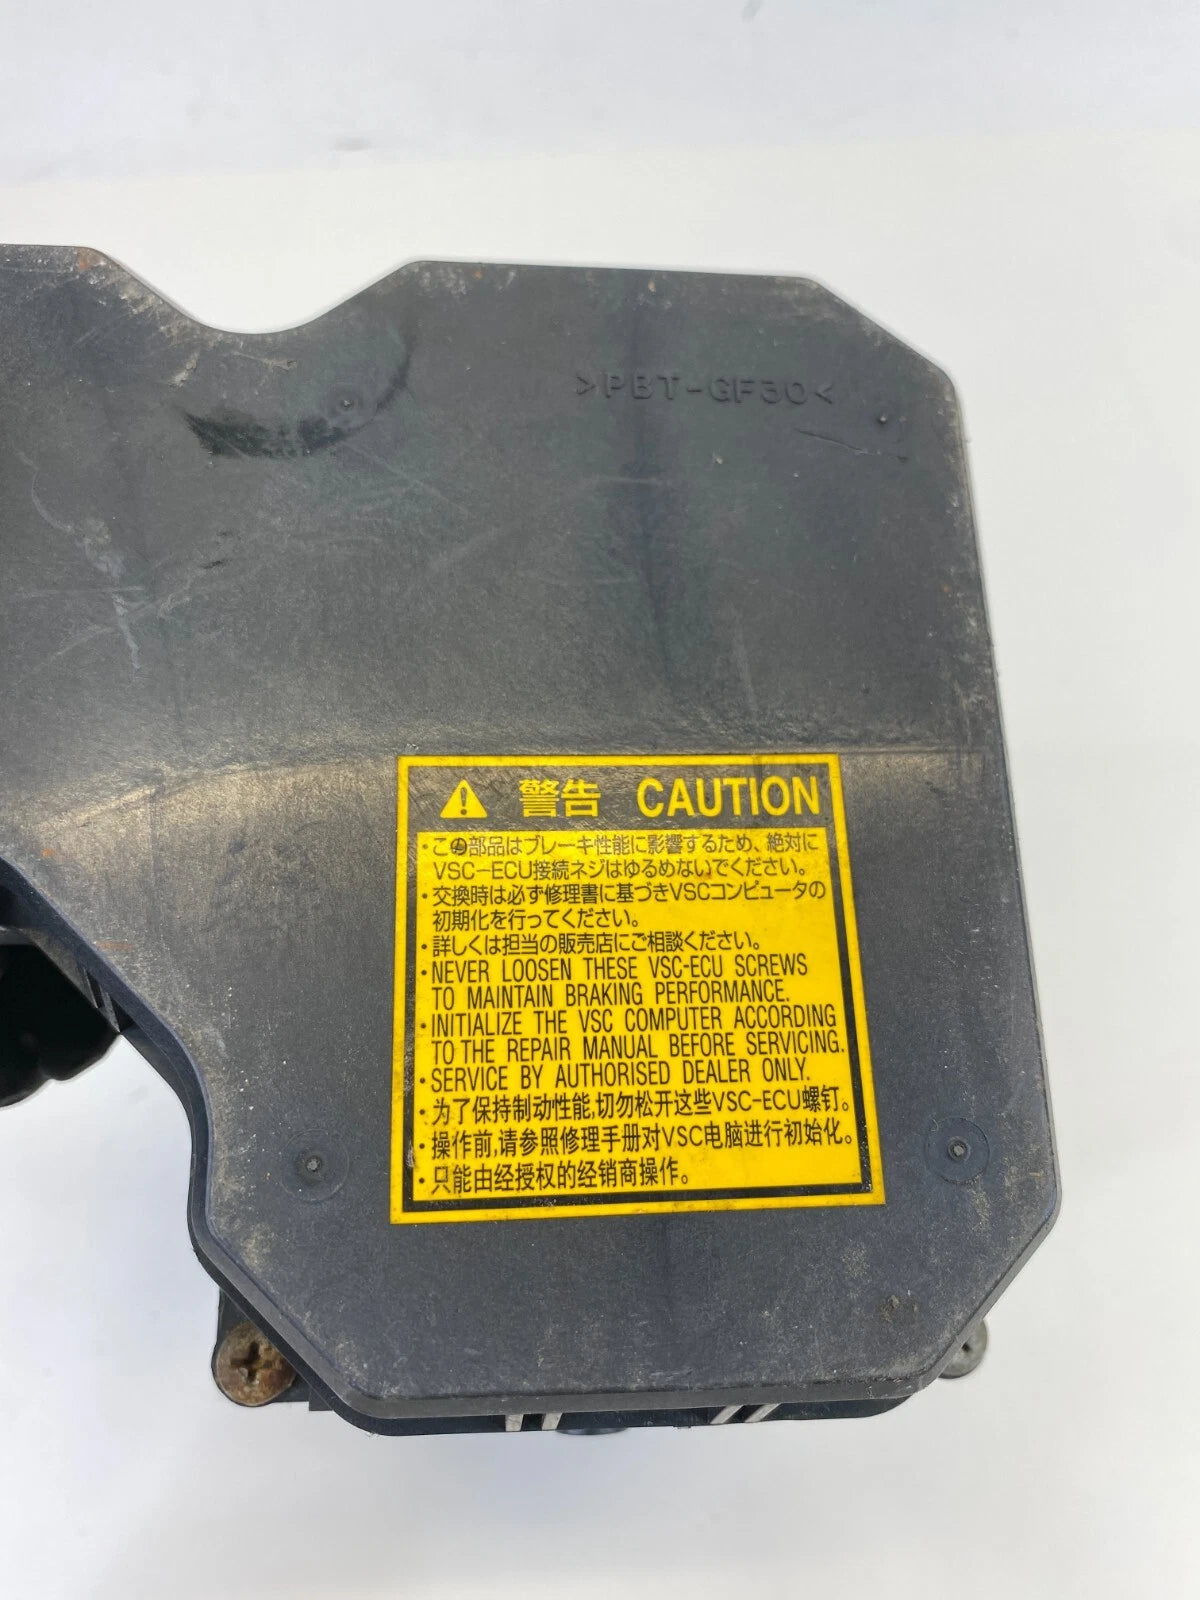 >PBT-GF30<
警告 CAUTION
・この部品はブレーキ性能に影響するため、絶対に
VSC-ECU接続ネジはゆるめないでください。
・交換時は必ず修理書に基づきVSCコンピュータの
初期化を行ってください。
・詳しくは担当の販売店にご相談ください。
・NEVER LOOSEN THESE VSC-ECU SCREWS
TO MAINTAIN BRAKING PERFORMANCE.
・INITIALIZE THE VSC COMPUTER ACCORDING
TO THE REPAIR MANUAL BEFORE SERVICING.
・SERVICE BY AUTHORISED DEALER ONLY.
・为了保持制动性能,切勿松开这些VSC-ECU螺钉。
・操作前,请参照修理手册对VSC电脑进行初始化。
・只能由经授权的经销商操作。